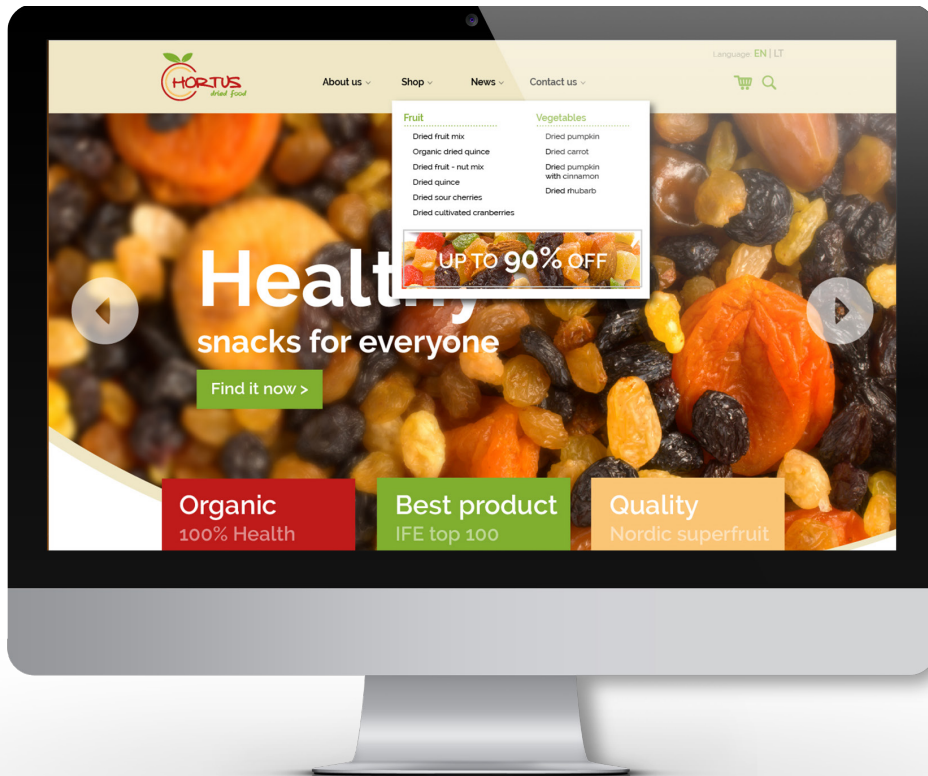 Language: EN | LT
HORTUS
dried food
About us
Shop
News
Contact us
Fruit
Dried fruit mix
Organic dried quince
Dried fruit - nut mix
Dried quince
Dried sour cherries
Dried cultivated cranberries
Vegetables
Dried pumpkin
Dried carrot
Dried pumpkin
with cinnamon
Dried rhubarb
UP TO 90% OFF
Healthy
snacks for everyone
Find it now >
Organic
100% Health
Best product
IFE top 100
Quality
Nordic superfruit